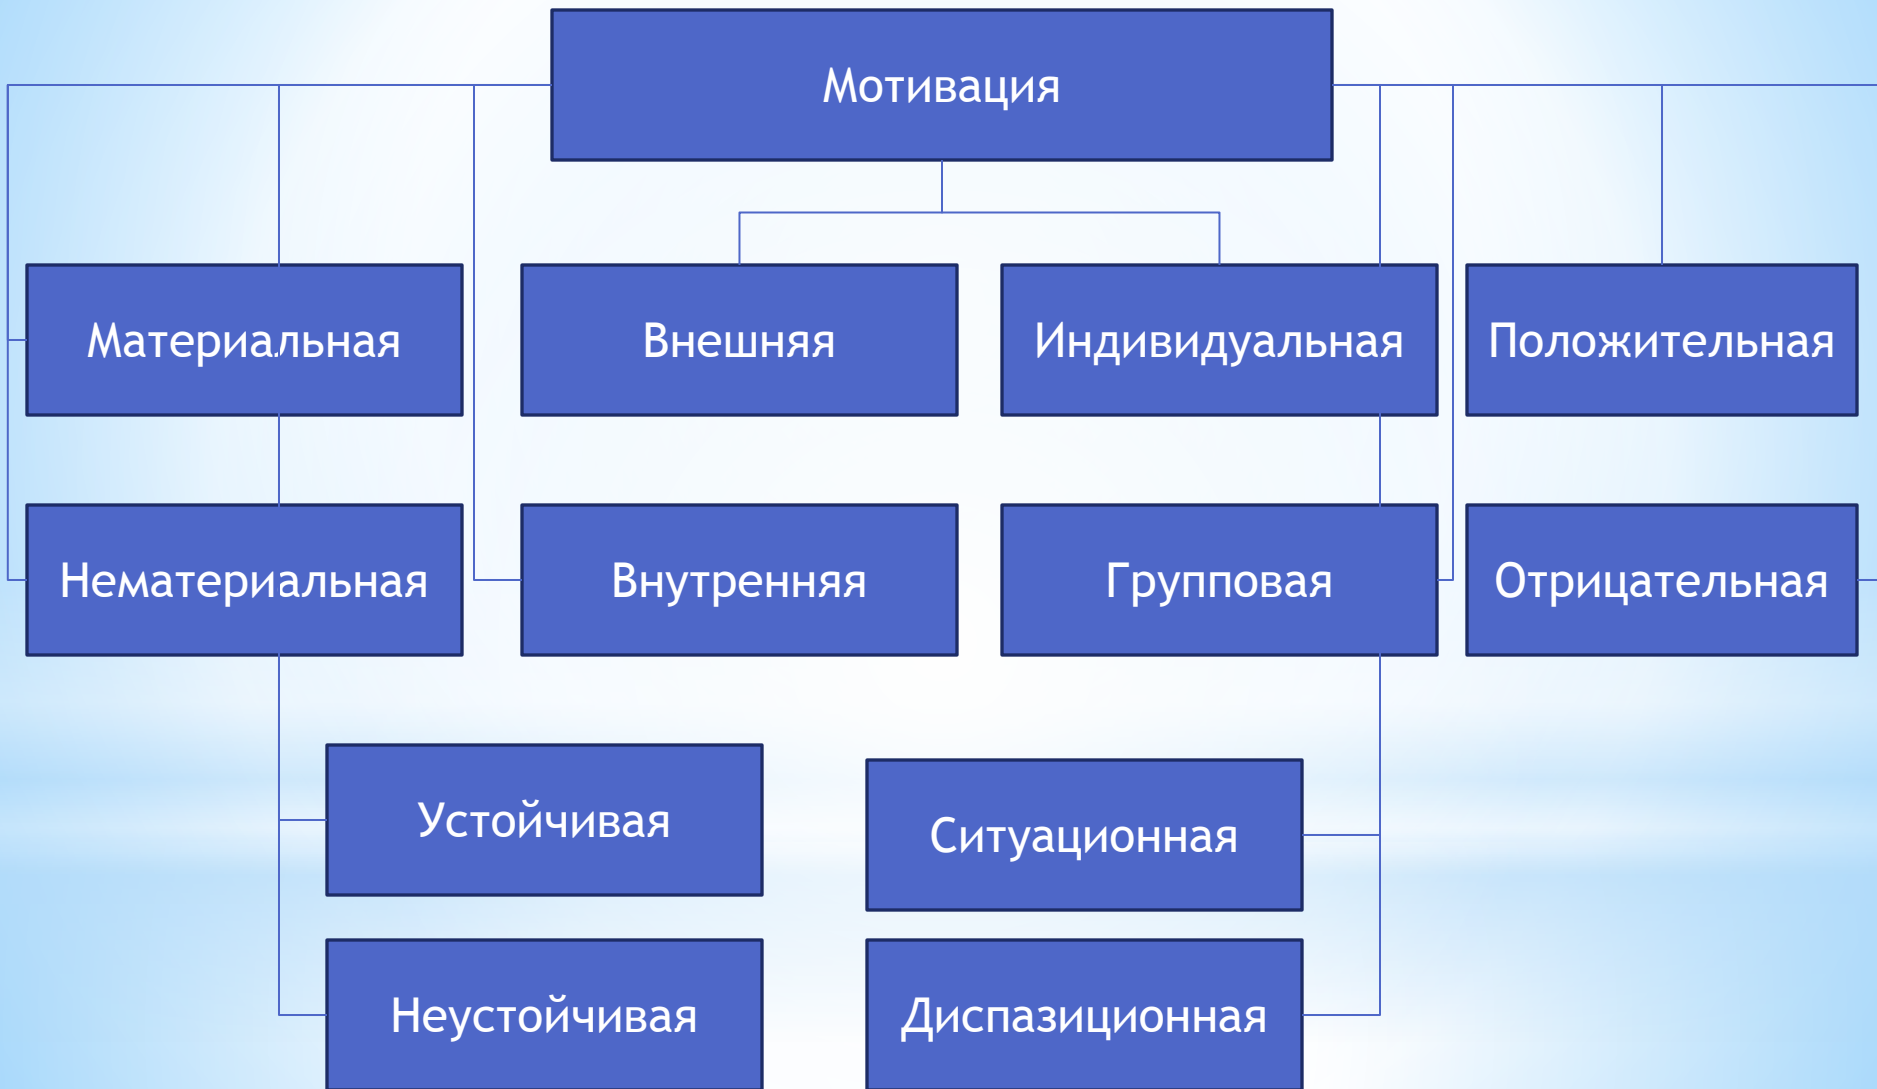 Мотивация
Материальная
Внешняя
Индивидуальная
Положительная
Нематериальная
Внутренняя
Групповая
Отрицательная
Устойчивая
Ситуационная
Неустойчивая
Диспазиционная